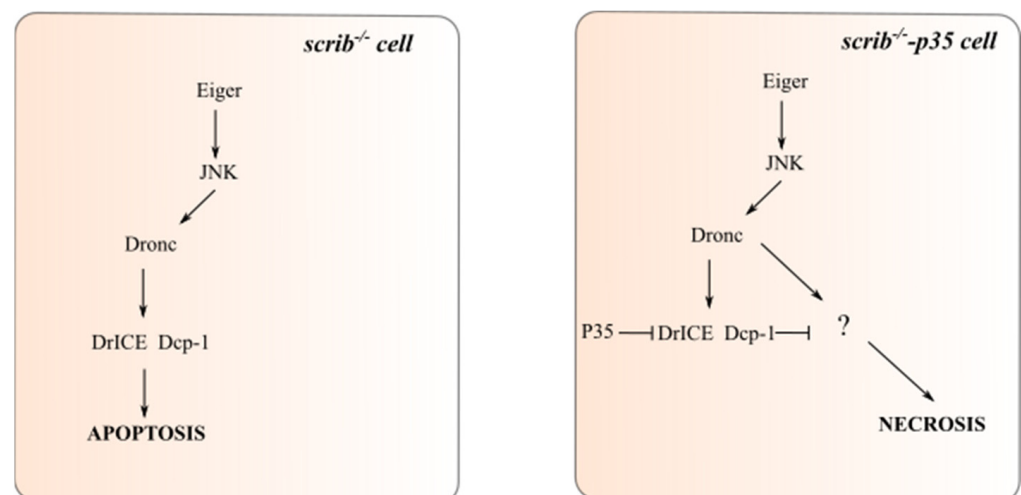 scrib-/- cell
Eiger
JNK
Dronc
DrICE Dcp-1
APOPTOSIS
scrib-/--p35 cell
Eiger
JNK
Dronc
P35 DrICE Dcp-1 ?
NECROSIS